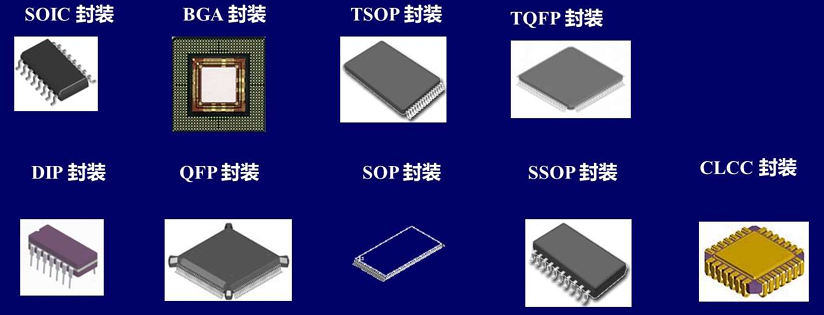 SOIC 封装
BGA 封装
TSOP 封装
TQFP 封装
DIP 封装
QFP 封装
SOP 封装
SSOP 封装
CLCC 封装